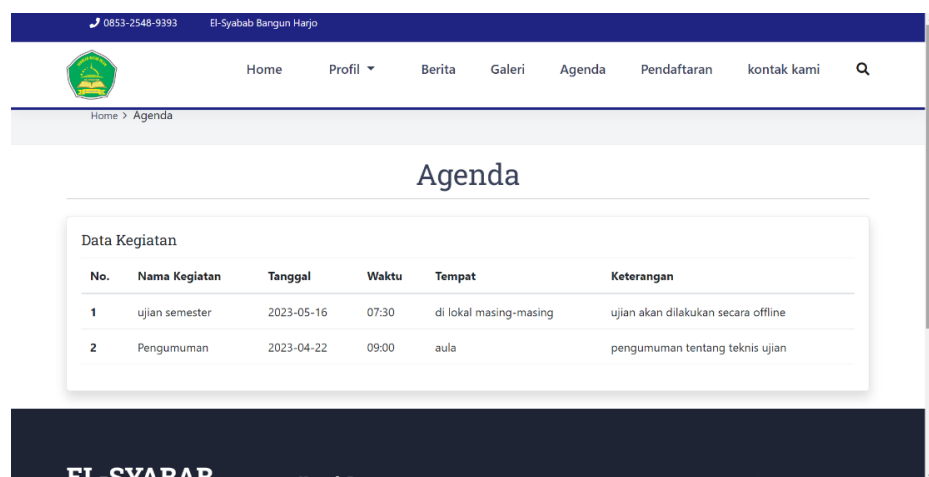 0853-2548-9393 El-Syabab Bangun Harjo
Home Profil Berita Galeri Agenda Pendaftaran kontak kami
Home > Agenda
Agenda
Data Kegiatan
No. Nama Kegiatan Tanggal Waktu Tempat Keterangan
1 ujian semester 2023-05-16 07:30 di lokal masing-masing ujian akan dilakukan secara offline
2 Pengumuman 2023-04-22 09:00 aula pengumuman tentang teknis ujian
EL-SYABAB